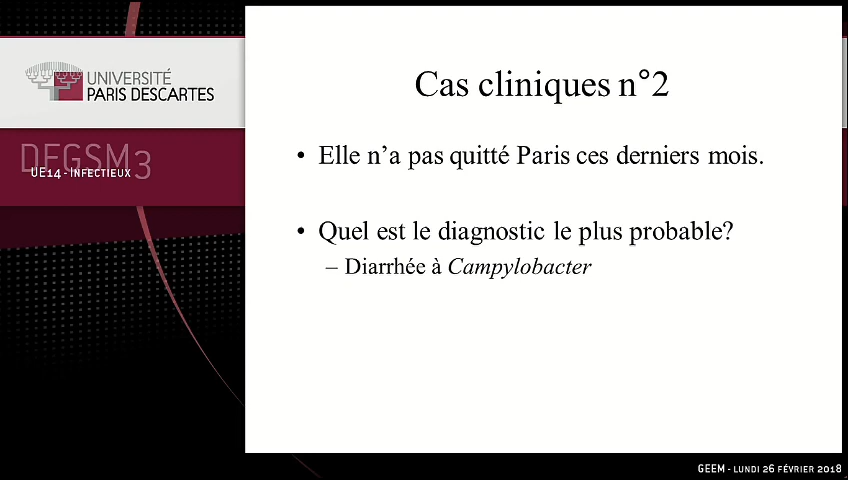 UNIVERSITÉ
PARIS DESCARTES
DFGSM3
UE14 - INFECTIEUX
Cas cliniques n°2
• Elle n’a pas quitté Paris ces derniers mois.
• Quel est le diagnostic le plus probable?
– Diarrhée à Campylobacter
GEEM - LUNDI 26 FÉVRIER 2018